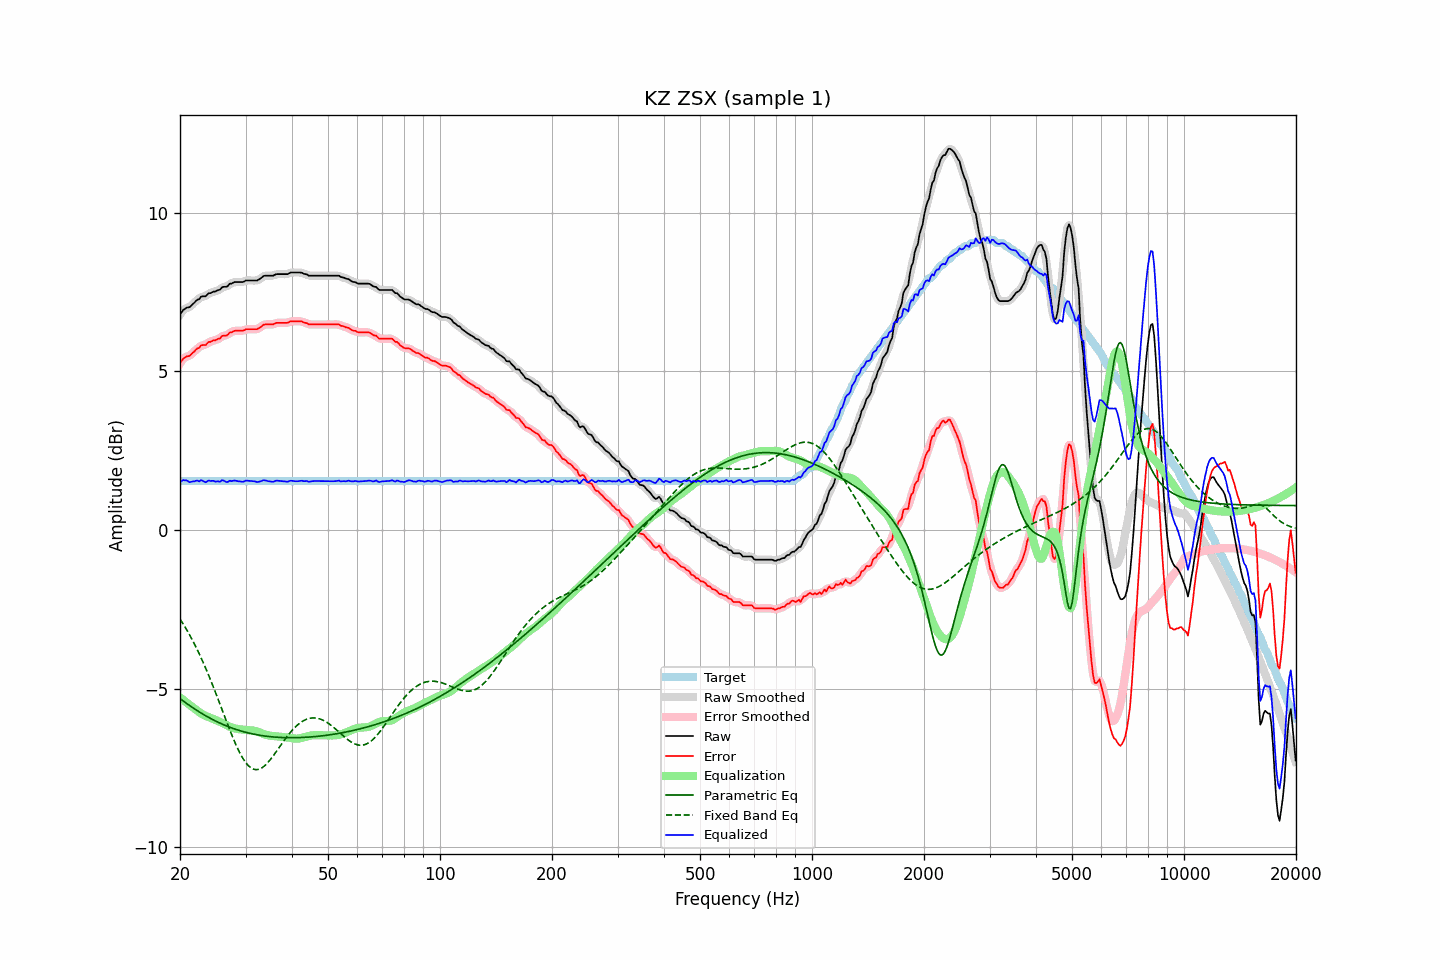 KZ ZSX (sample 1)
Amplitude (dBr)
10
5
0
−5
−10
Target
Raw Smoothed
Error Smoothed
Raw
Error
Equalization
Parametric Eq
Fixed Band Eq
Equalized
20 50 100 200 500 1000 2000 5000 10000 20000
Frequency (Hz)